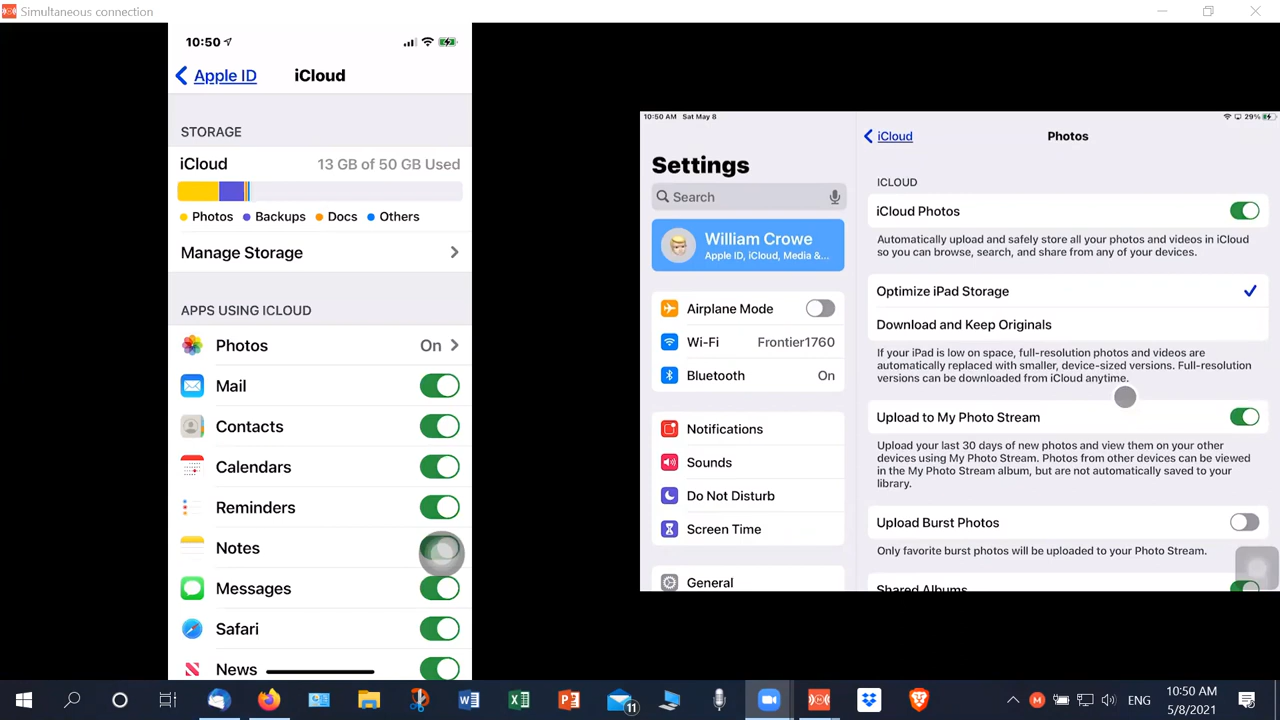 Simultaneous connection
10:50
Apple ID
iCloud
STORAGE
iCloud
13 GB of 50 GB Used
Photos
Backups
Docs
Others
Manage Storage
APPS USING ICLOUD
Photos
On
Mail
Contacts
Calendars
Reminders
Notes
Messages
Safari
News
10:50 AM Sat May 8
29%
Settings
Search
William Crowe
Apple ID, iCloud, Media &...
Airplane Mode
Wi-Fi
Frontier1760
Bluetooth
On
Notifications
Sounds
Do Not Disturb
Screen Time
General
iCloud
Photos
ICLOUD
iCloud Photos
Automatically upload and safely store all your photos and videos in iCloud
so you can browse, search, and share from any of your devices.
Optimize iPad Storage
Download and Keep Originals
If your iPad is low on space, full-resolution photos and videos are
automatically replaced with smaller, device-sized versions. Full-resolution
versions can be downloaded from iCloud anytime.
Upload to My Photo Stream
Upload your last 30 days of new photos and view them on your other
devices using My Photo Stream. Photos from other devices can be viewed
in the My Photo Stream album, but are not automatically saved to your
library.
Upload Burst Photos
Only favorite burst photos will be uploaded to your Photo Stream.
Shared Albums
11
ENG
10:50 AM
5/8/2021